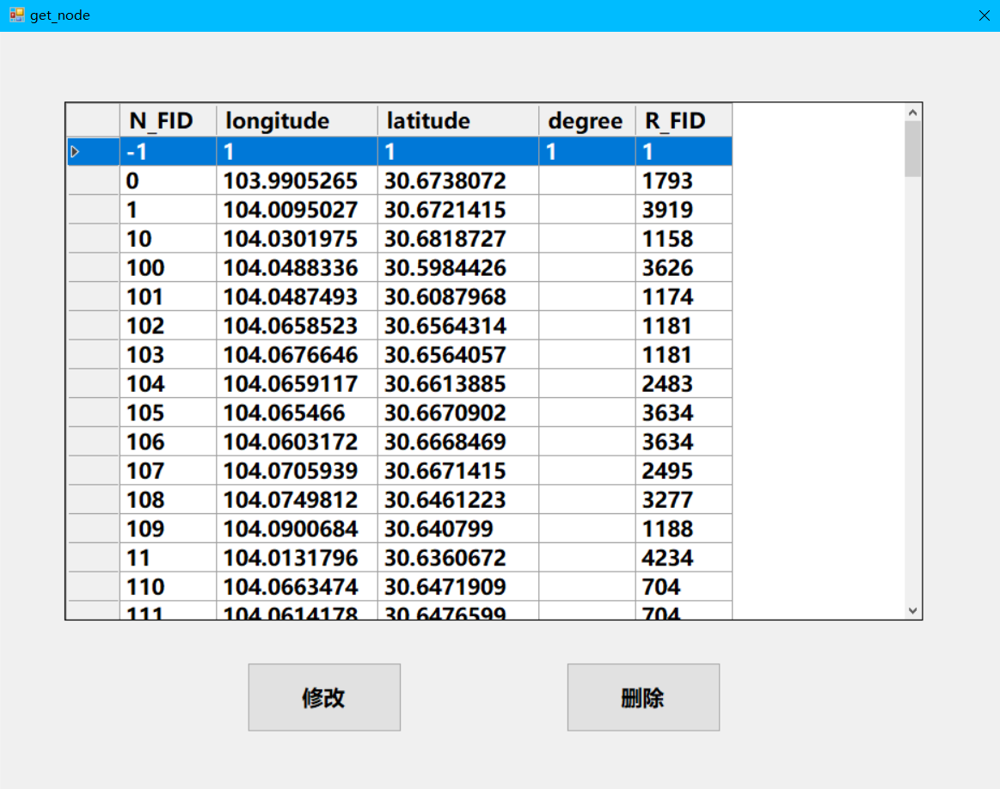 get_node
N_FID longitude latitude degree R_FID
-1 1 1 1 1
0 103.9905265 30.6738072 1793
1 104.0095027 30.6721415 3919
10 104.0301975 30.6818727 1158
100 104.0488336 30.5984426 3626
101 104.0487493 30.6087968 1174
102 104.0658523 30.6564314 1181
103 104.0676646 30.6564057 1181
104 104.0659117 30.6613885 2483
105 104.065466 30.6670902 3634
106 104.0603172 30.6668469 3634
107 104.0705939 30.6671415 2495
108 104.0749812 30.6461223 3277
109 104.0900684 30.640799 1188
11 104.0131796 30.6360672 4234
110 104.0663474 30.6471909 704
111 104.0614178 30.6476599 704
修改 删除